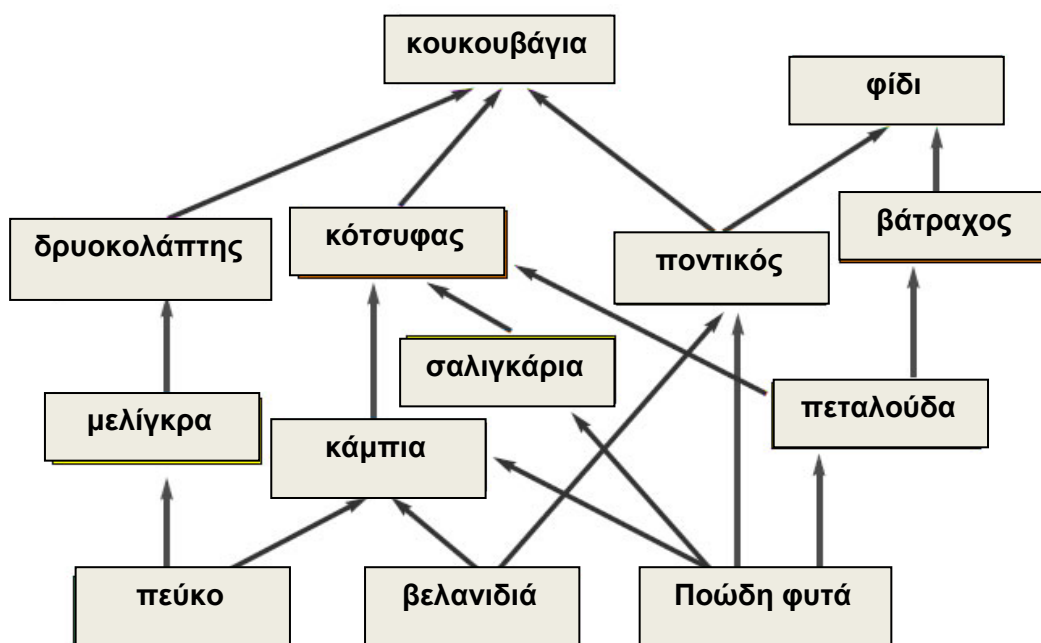 κουκουβάγια
φίδι
δρυοκολάπτης
κότσυφας
ποντικός
βάτραχος
μελίγκρα
κάμπια
σαλιγκάρια
πεταλούδα
πεύκο
βελανιδιά
Ποώδη φυτά